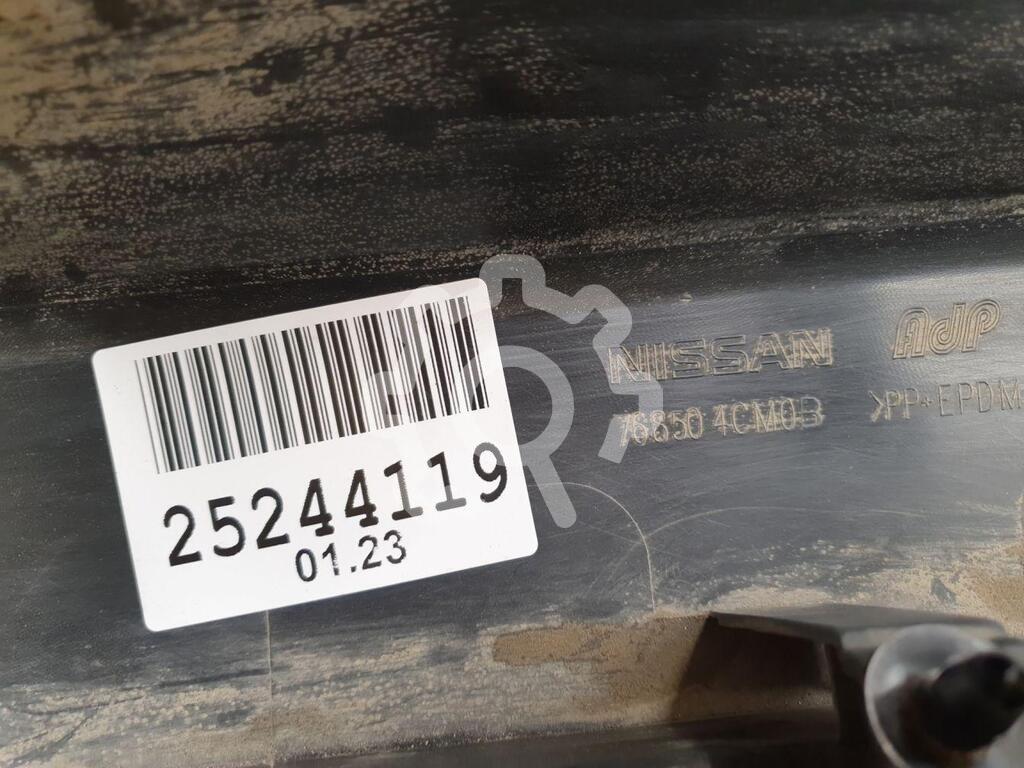 25244119
01.23
NISSAN
AdP
76850 4CM0B
>PP+EPDM